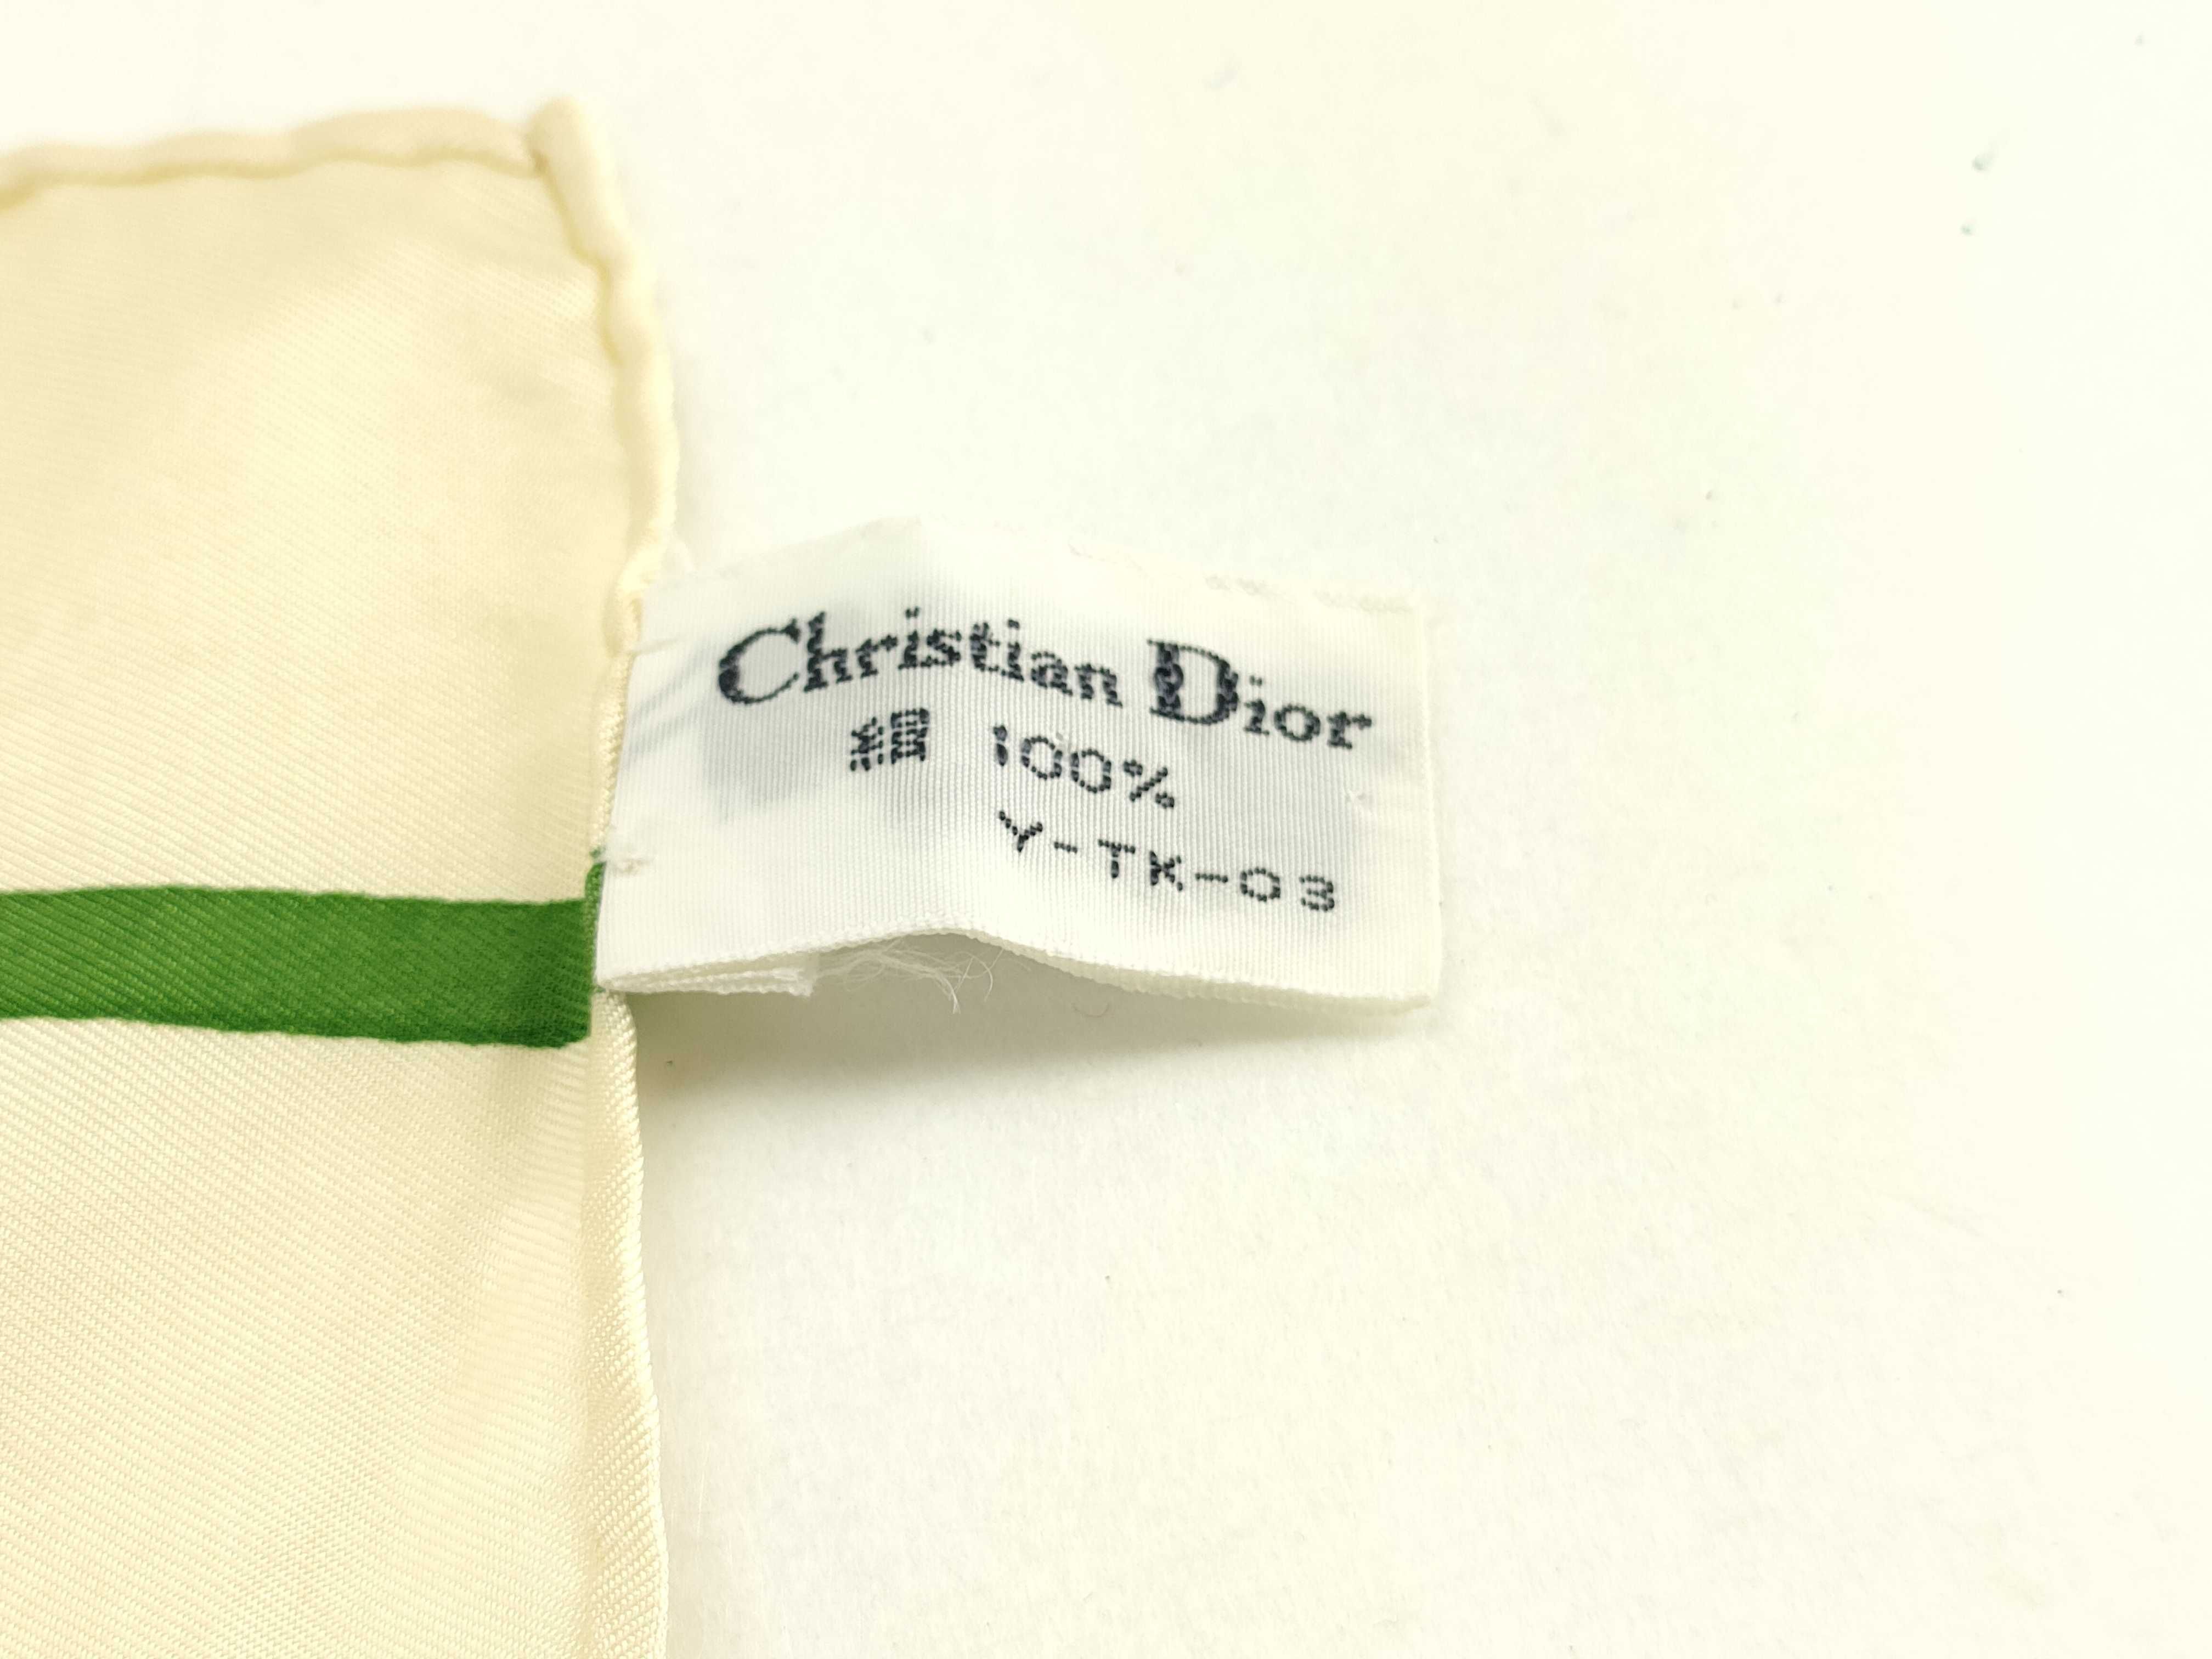 Christian Dior
絹 100%
Y-TK-03